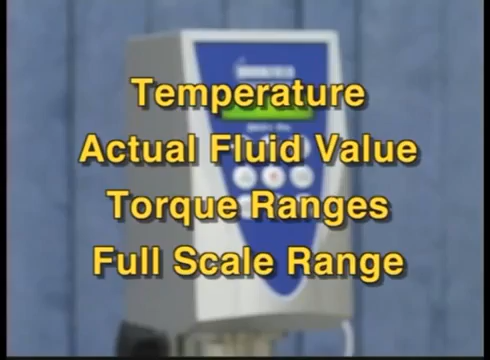 Temperature
Actual Fluid Value
Torque Ranges
Full Scale Range